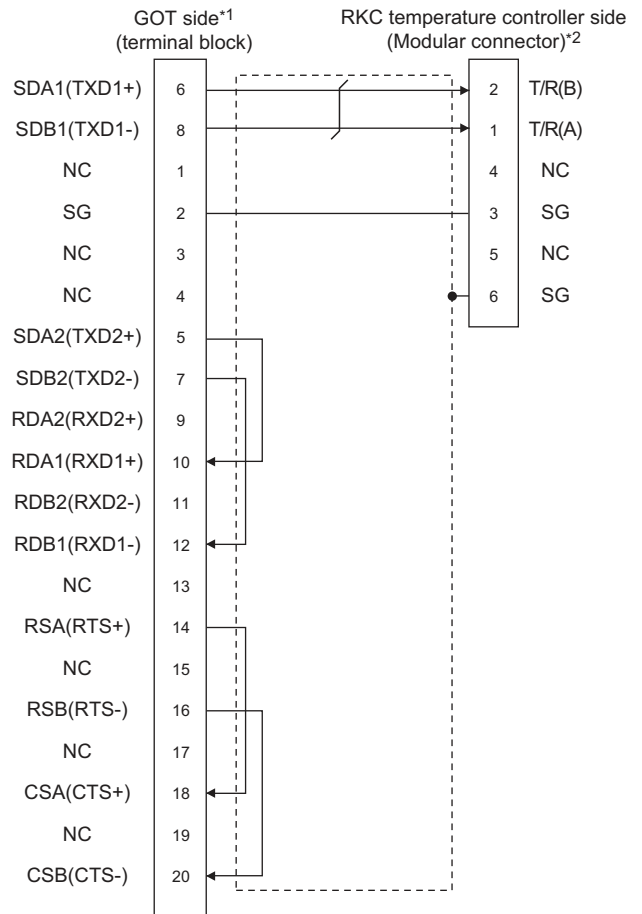 GOT side*1
(terminal block)
RKC temperature controller side
(Modular connector)*2
SDA1(TXD1+) 6 2 T/R(B)
SDB1(TXD1-) 8 1 T/R(A)
NC 1 4 NC
SG 2 3 SG
NC 3 5 NC
NC 4 6 SG
SDA2(TXD2+) 5
SDB2(TXD2-) 7
RDA2(RXD2+) 9
RDA1(RXD1+) 10
RDB2(RXD2-) 11
RDB1(RXD1-) 12
NC 13
RSA(RTS+) 14
NC 15
RSB(RTS-) 16
NC 17
CSA(CTS+) 18
NC 19
CSB(CTS-) 20